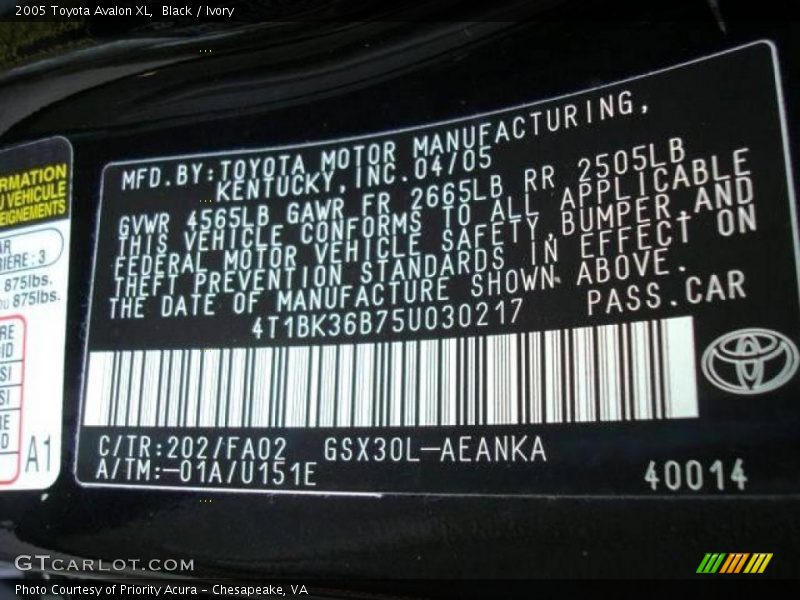 2005 Toyota Avalon XL, Black / Ivory
MFD.BY:TOYOTA MOTOR MANUFACTURING,
KENTUCKY,INC.04/05
GVWR 4565LB GAWR FR 2665LB RR 2505LB
THIS VEHICLE CONFORMS TO ALL APPLICABLE
FEDERAL MOTOR VEHICLE SAFETY,BUMPER,AND
THEFT PREVENTION STANDARDS IN EFFECT ON
THE DATE OF MANUFACTURE SHOWN ABOVE.
4T1BK36B75U030217 PASS.CAR
C/TR:202/FA02 GSX30L-AEANKA
A/TM:-01A/U151E
40014
VEHICULE
3
875lbs.
875lbs.
A1
GTCARLOT.COM
Photo Courtesy of Priority Acura - Chesapeake, VA